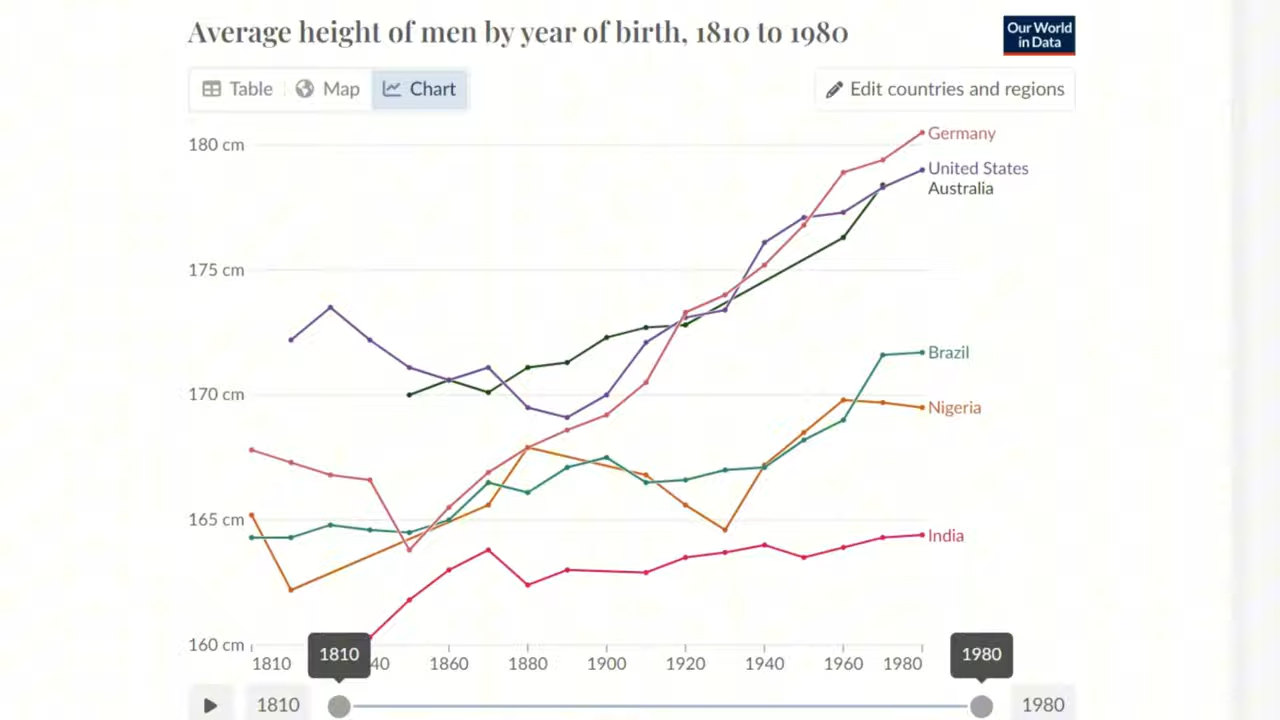 Average height of men by year of birth, 1810 to 1980
Our World
in Data
Table
Map
Chart
Edit countries and regions
180 cm
175 cm
170 cm
165 cm
160 cm
Germany
United States
Australia
Brazil
Nigeria
India
1810
1980
1810
40
1860
1880
1900
1920
1940
1960
1980
1810
1980